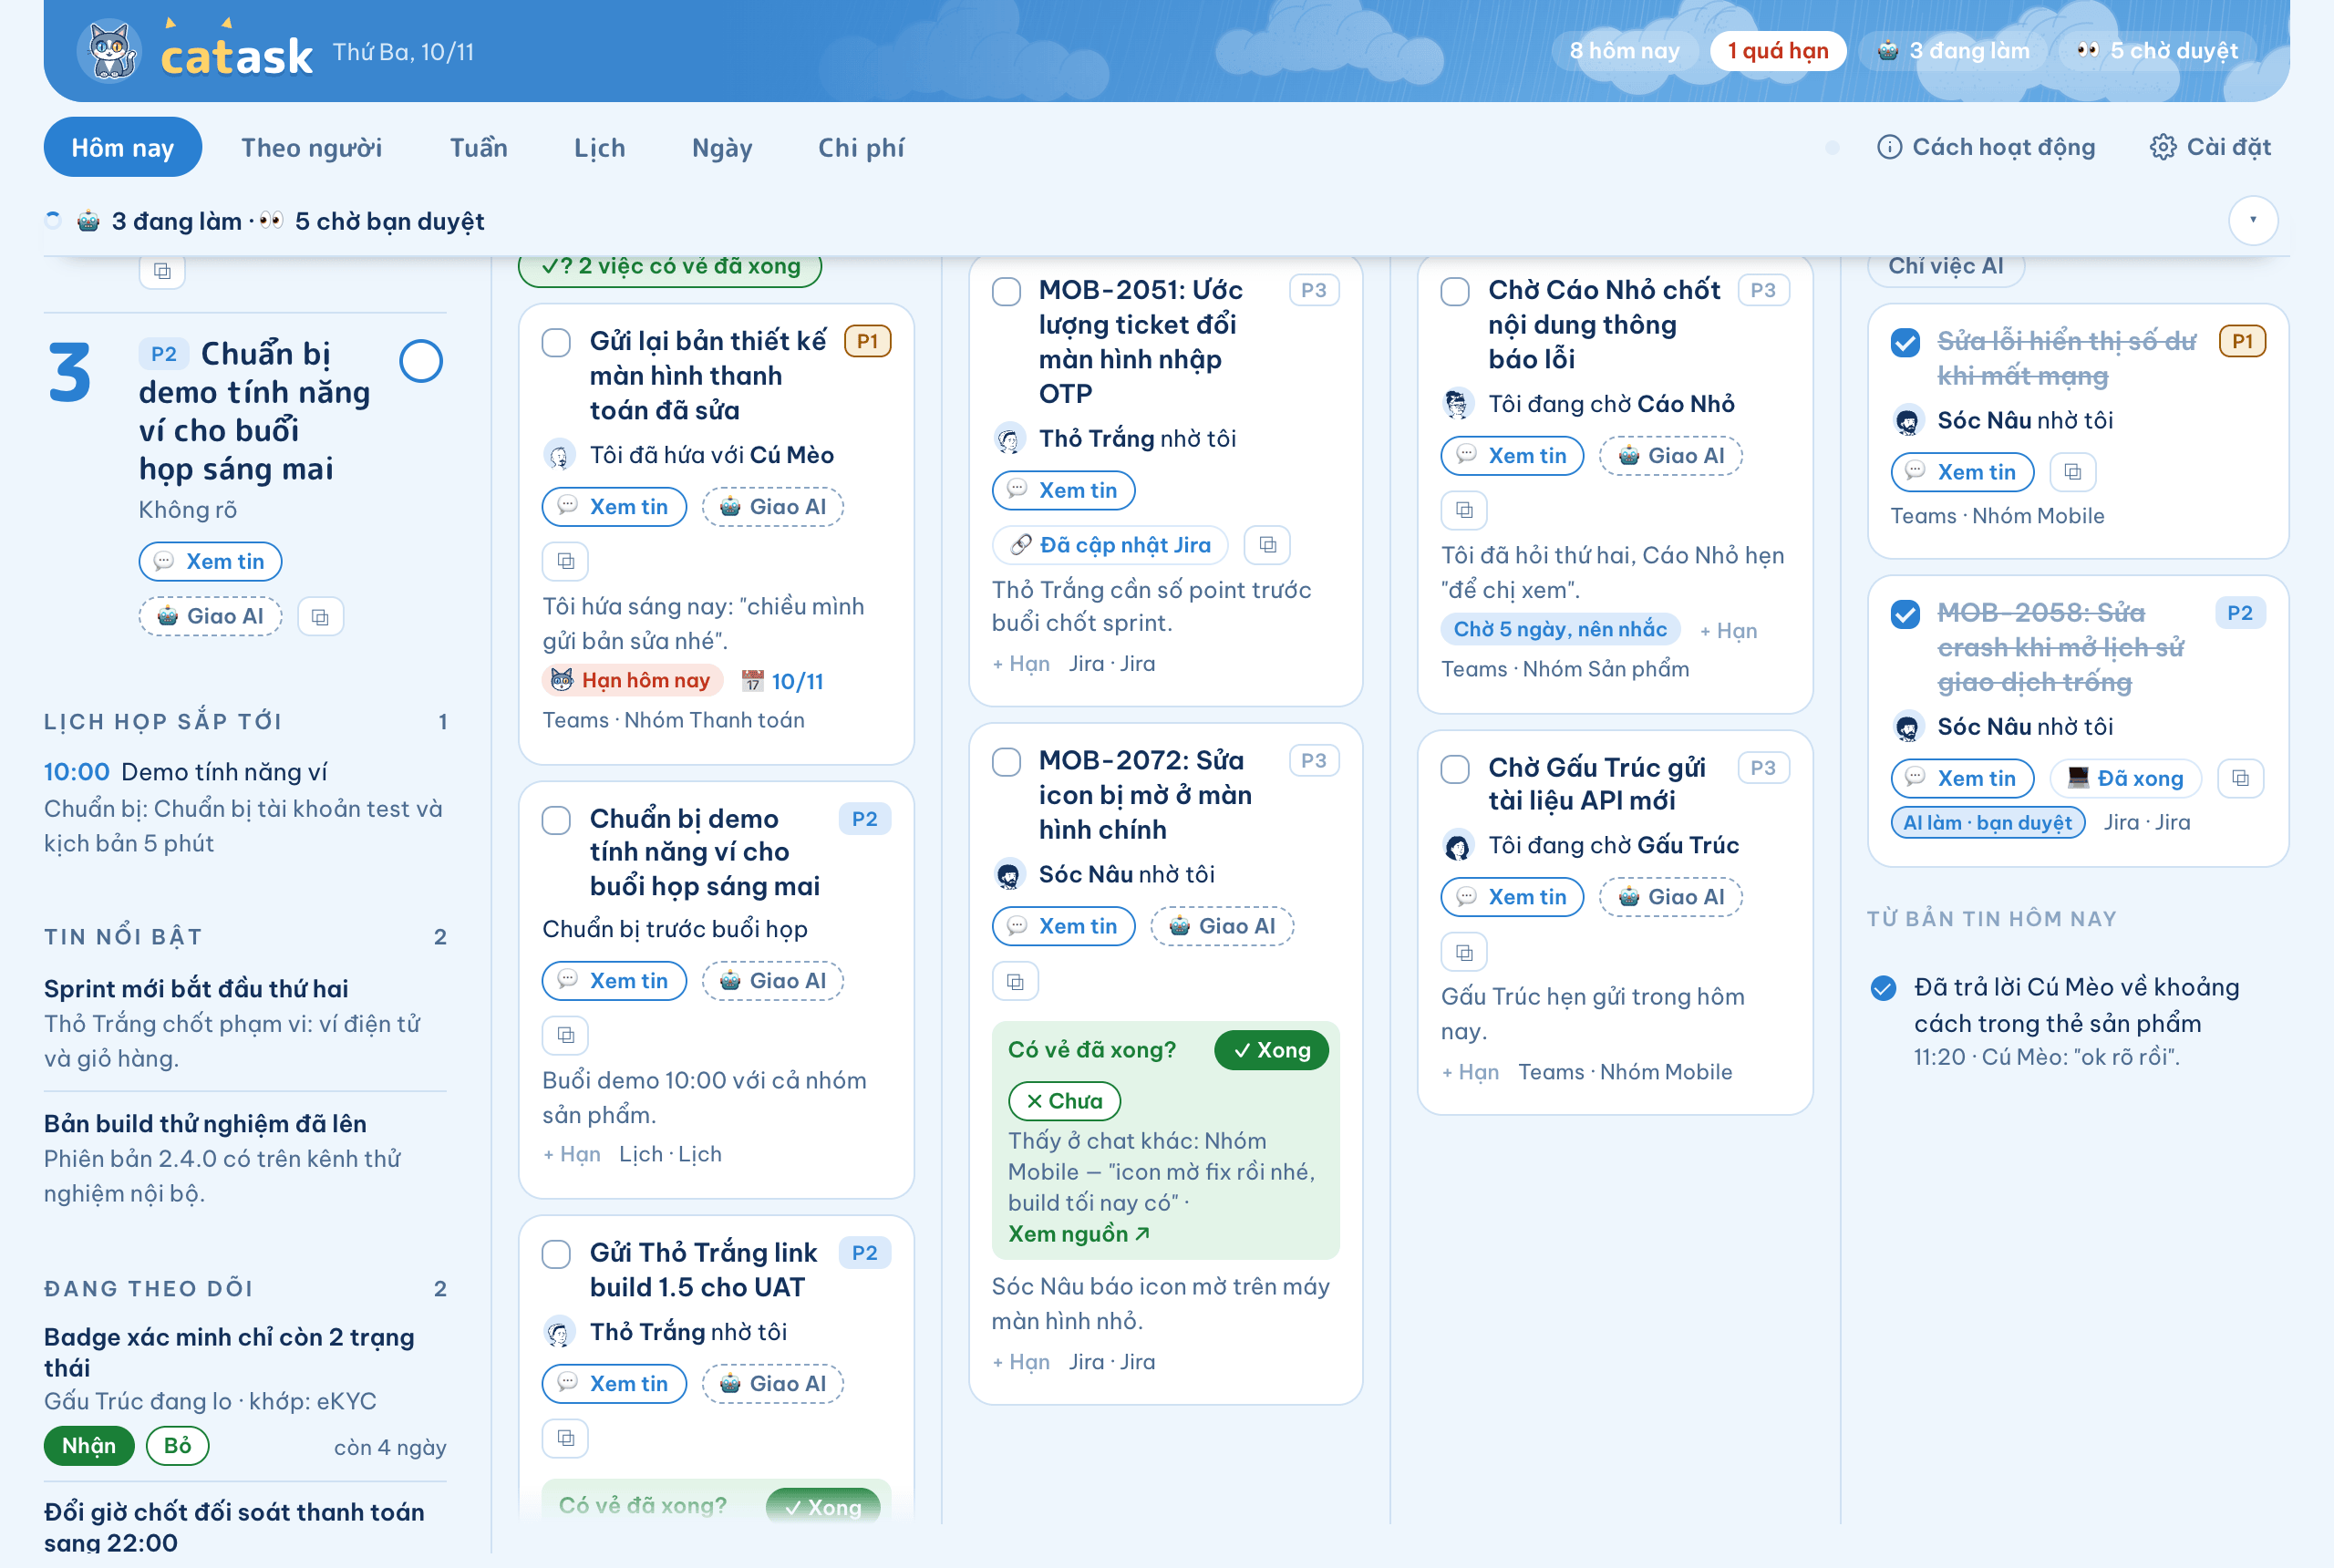 catask
Thứ Ba, 10/11
8 hôm nay
1 quá hạn
3 đang làm
5 chờ duyệt
Hôm nay
Theo người
Tuần
Lịch
Ngày
Chi phí
Cách hoạt động
Cài đặt
3 đang làm · 5 chờ bạn duyệt
3
P2 Chuẩn bị
demo tính năng
ví cho buổi
họp sáng mai
Không rõ
Xem tin
Giao AI
LỊCH HỌP SẮP TỚI 1
10:00 Demo tính năng ví
Chuẩn bị: Chuẩn bị tài khoản test và
kịch bản 5 phút
TIN NỔI BẬT 2
Sprint mới bắt đầu thứ hai
Thỏ Trắng chốt phạm vi: ví điện tử
và giỏ hàng.
Bản build thử nghiệm đã lên
Phiên bản 2.4.0 có trên kênh thử
nghiệm nội bộ.
ĐANG THEO DÕI 2
Badge xác minh chỉ còn 2 trạng
thái
Gấu Trúc đang lo · khớp: eKYC
Nhận
Bỏ
còn 4 ngày
Đổi giờ chốt đối soát thanh toán
sang 22:00
✓? 2 việc có vẻ đã xong
Gửi lại bản thiết kế P1
màn hình thanh
toán đã sửa
Tôi đã hứa với Cú Mèo
Xem tin
Giao AI
Tôi hứa sáng nay: "chiều mình
gửi bản sửa nhé".
Hạn hôm nay
10/11
Teams · Nhóm Thanh toán
Chuẩn bị demo P2
tính năng ví cho
buổi họp sáng mai
Chuẩn bị trước buổi họp
Xem tin
Giao AI
Buổi demo 10:00 với cả nhóm
sản phẩm.
+ Hạn Lịch · Lịch
Gửi Thỏ Trắng link P2
build 1.5 cho UAT
Thỏ Trắng nhờ tôi
Xem tin
Giao AI
Có vẻ đã xong? ✓ Xong
MOB-2051: Ước P3
lượng ticket đổi
màn hình nhập
OTP
Thỏ Trắng nhờ tôi
Xem tin
Đã cập nhật Jira
Thỏ Trắng cần số point trước
buổi chốt sprint.
+ Hạn Jira · Jira
MOB-2072: Sửa P3
icon bị mờ ở màn
hình chính
Sóc Nâu nhờ tôi
Xem tin
Giao AI
Có vẻ đã xong? ✓ Xong
✕ Chưa
Thấy ở chat khác: Nhóm
Mobile — "icon mờ fix rồi nhé,
build tối nay có" ·
Xem nguồn ↗
Sóc Nâu báo icon mờ trên máy
màn hình nhỏ.
+ Hạn Jira · Jira
Chờ Cáo Nhỏ chốt P3
nội dung thông
báo lỗi
Tôi đang chờ Cáo Nhỏ
Xem tin
Giao AI
Tôi đã hỏi thứ hai, Cáo Nhỏ hẹn
"để chị xem".
Chờ 5 ngày, nên nhắc + Hạn
Teams · Nhóm Sản phẩm
Chờ Gấu Trúc gửi P3
tài liệu API mới
Tôi đang chờ Gấu Trúc
Xem tin
Giao AI
Gấu Trúc hẹn gửi trong hôm
nay.
+ Hạn Teams · Nhóm Mobile
Chỉ việc AI
Sửa lỗi hiển thị số dư P1
khi mất mạng
Sóc Nâu nhờ tôi
Xem tin
Teams · Nhóm Mobile
MOB-2058: Sửa P2
crash khi mở lịch sử
giao dịch trống
Sóc Nâu nhờ tôi
Xem tin
Đã xong
AI làm · bạn duyệt Jira · Jira
TỪ BẢN TIN HÔM NAY
Đã trả lời Cú Mèo về khoảng
cách trong thẻ sản phẩm
11:20 · Cú Mèo: "ok rõ rồi".